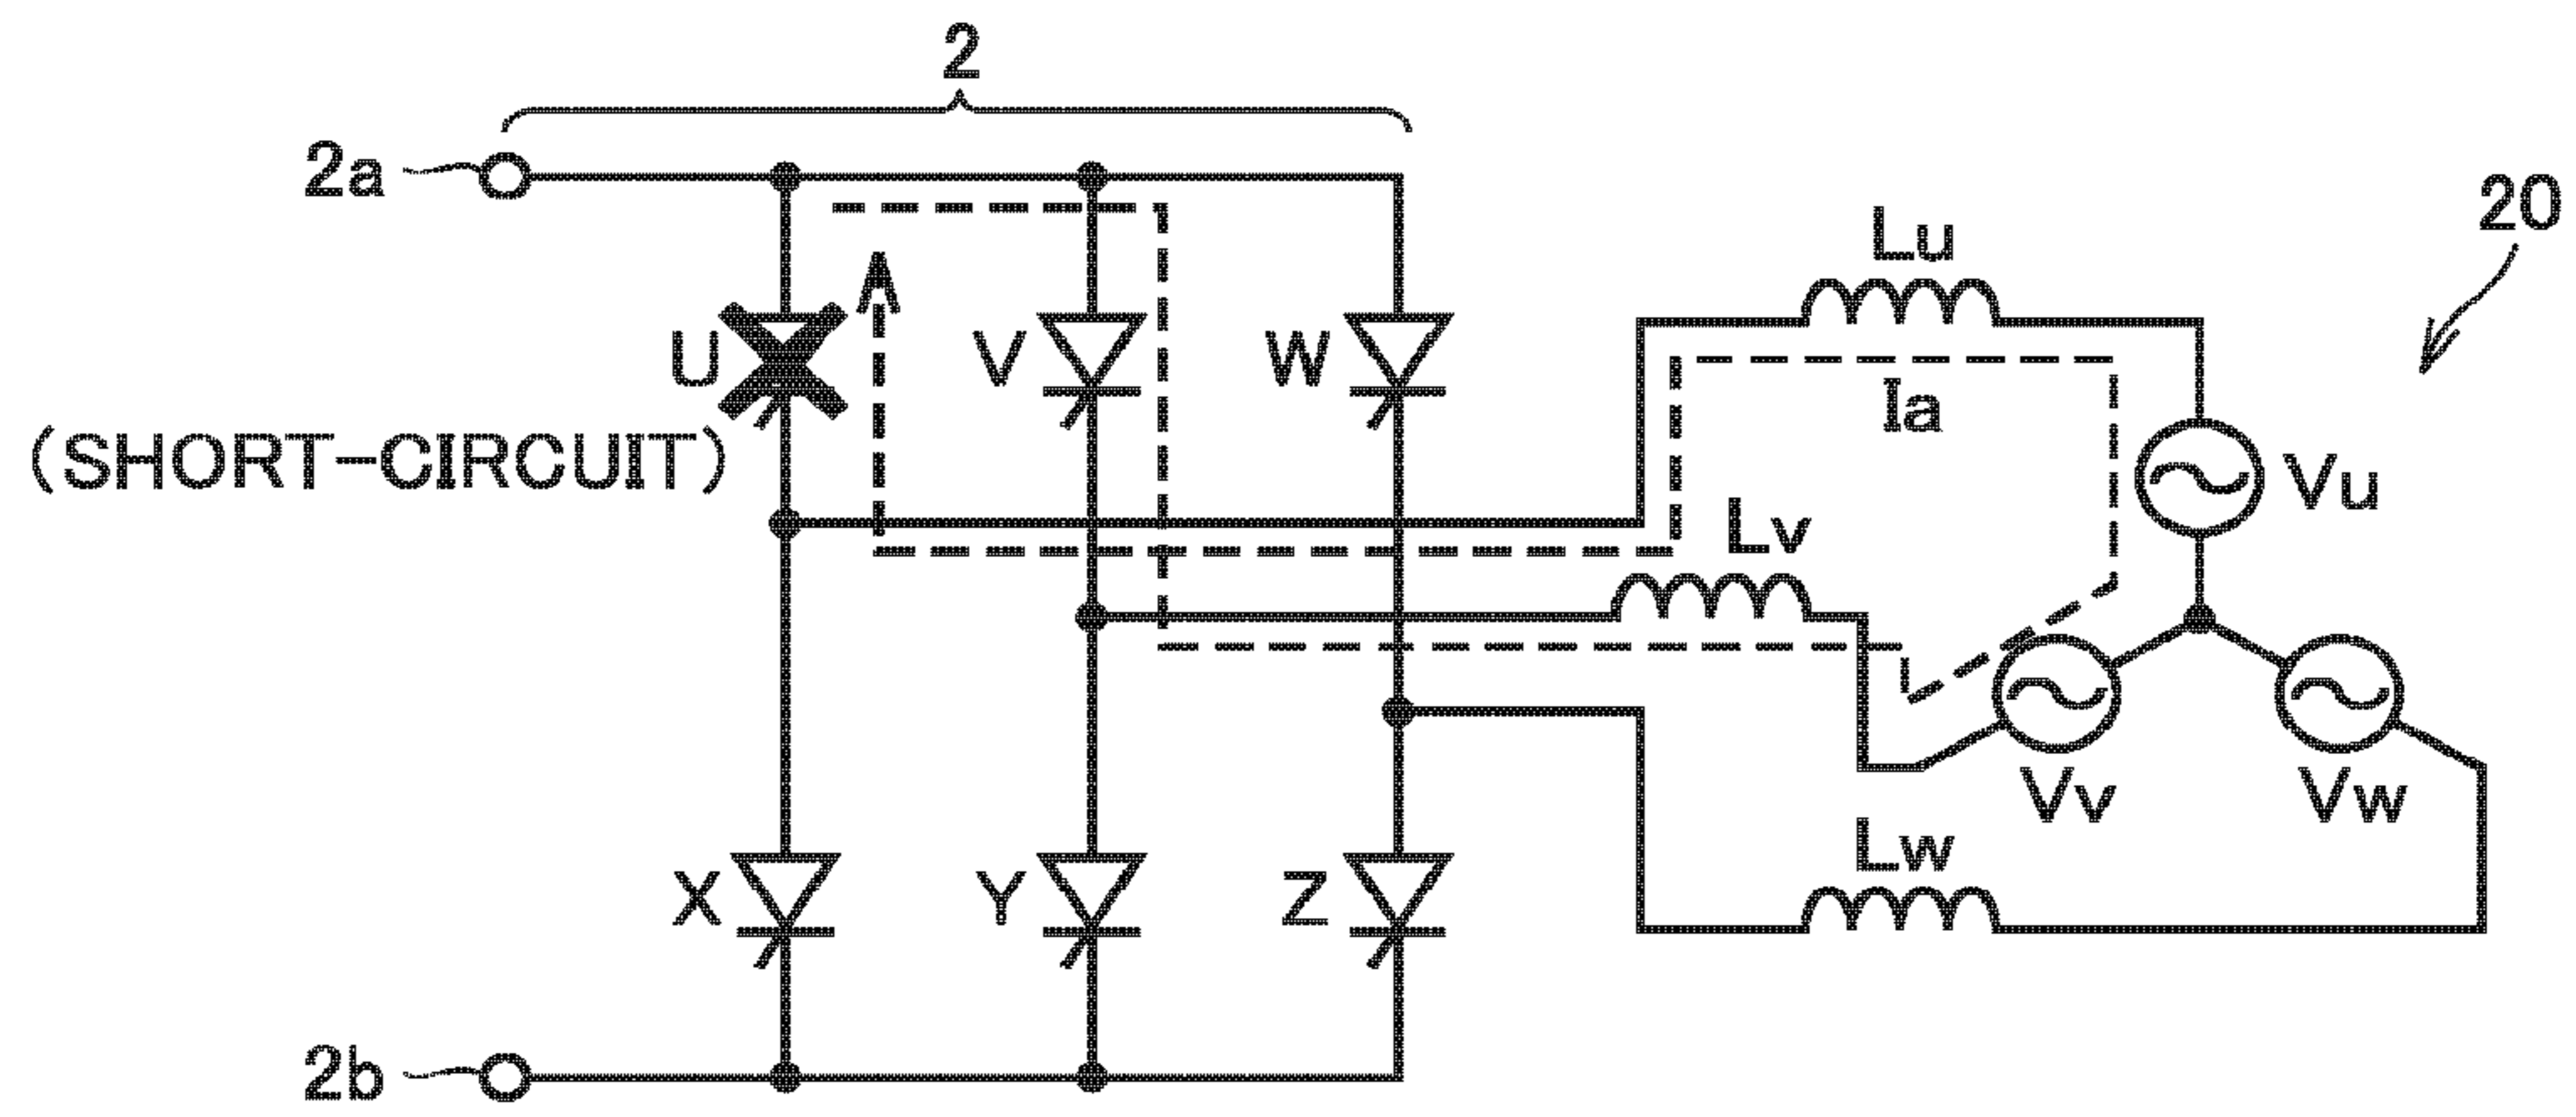 2
2a
20
Lu
U
V
W
Ia
(SHORT-CIRCUIT)
Vu
Lv
Vv
Vw
Lw
X
Y
Z
2b